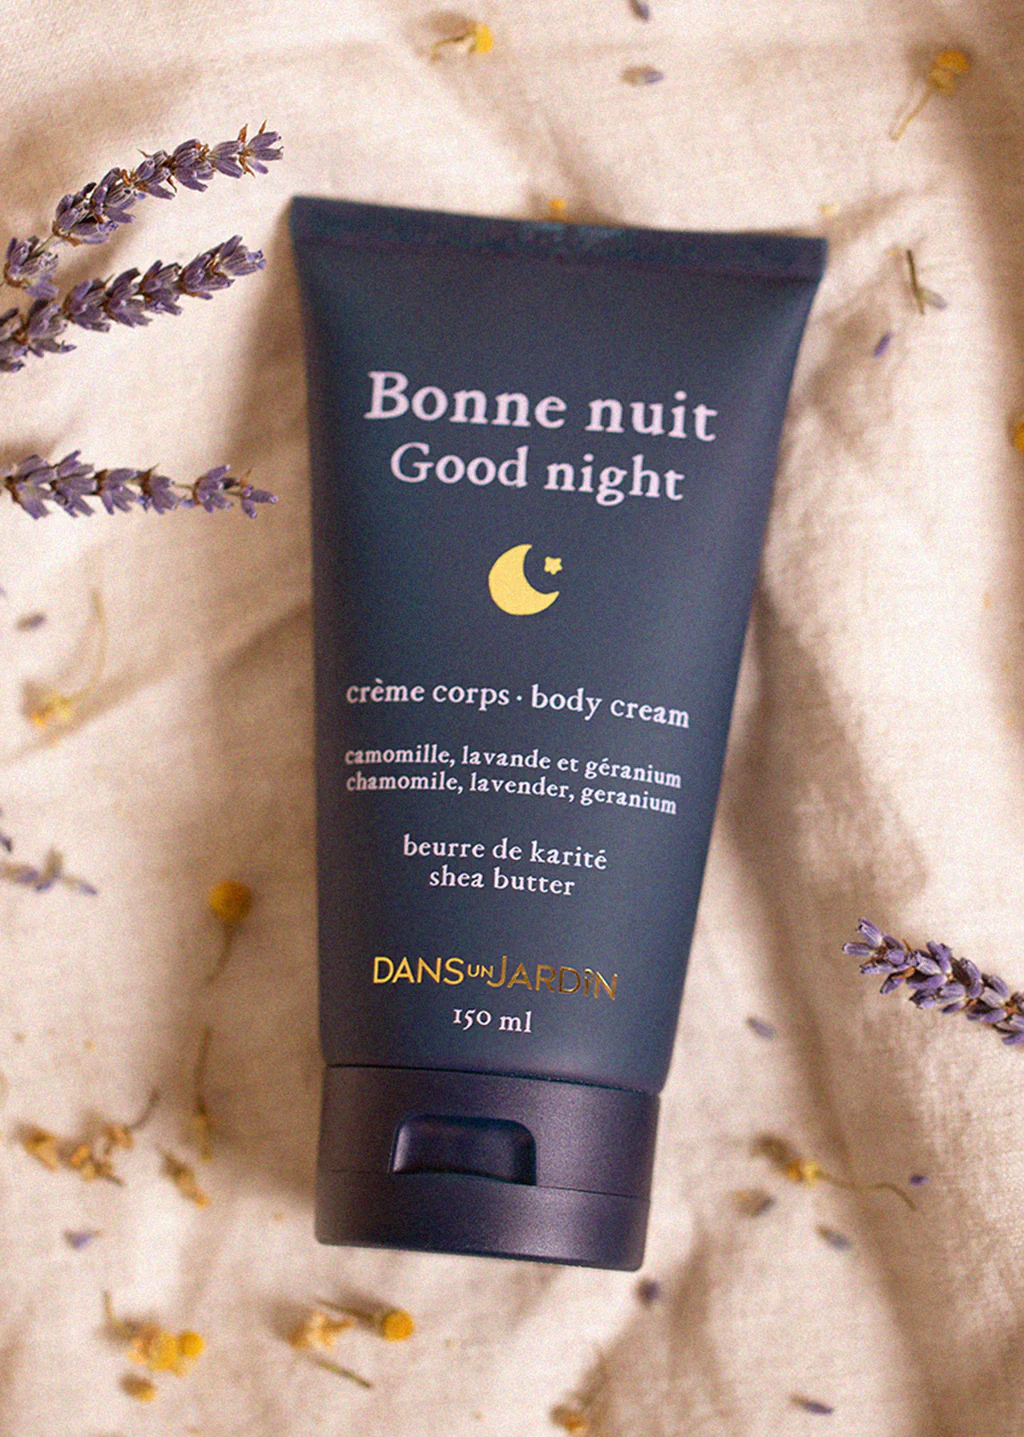 Bonne nuit
Good night
crème corps · body cream
camomille, lavande et géranium
chamomile, lavender, geranium
beurre de karité
shea butter
DANS UN JARDIN
150 ml